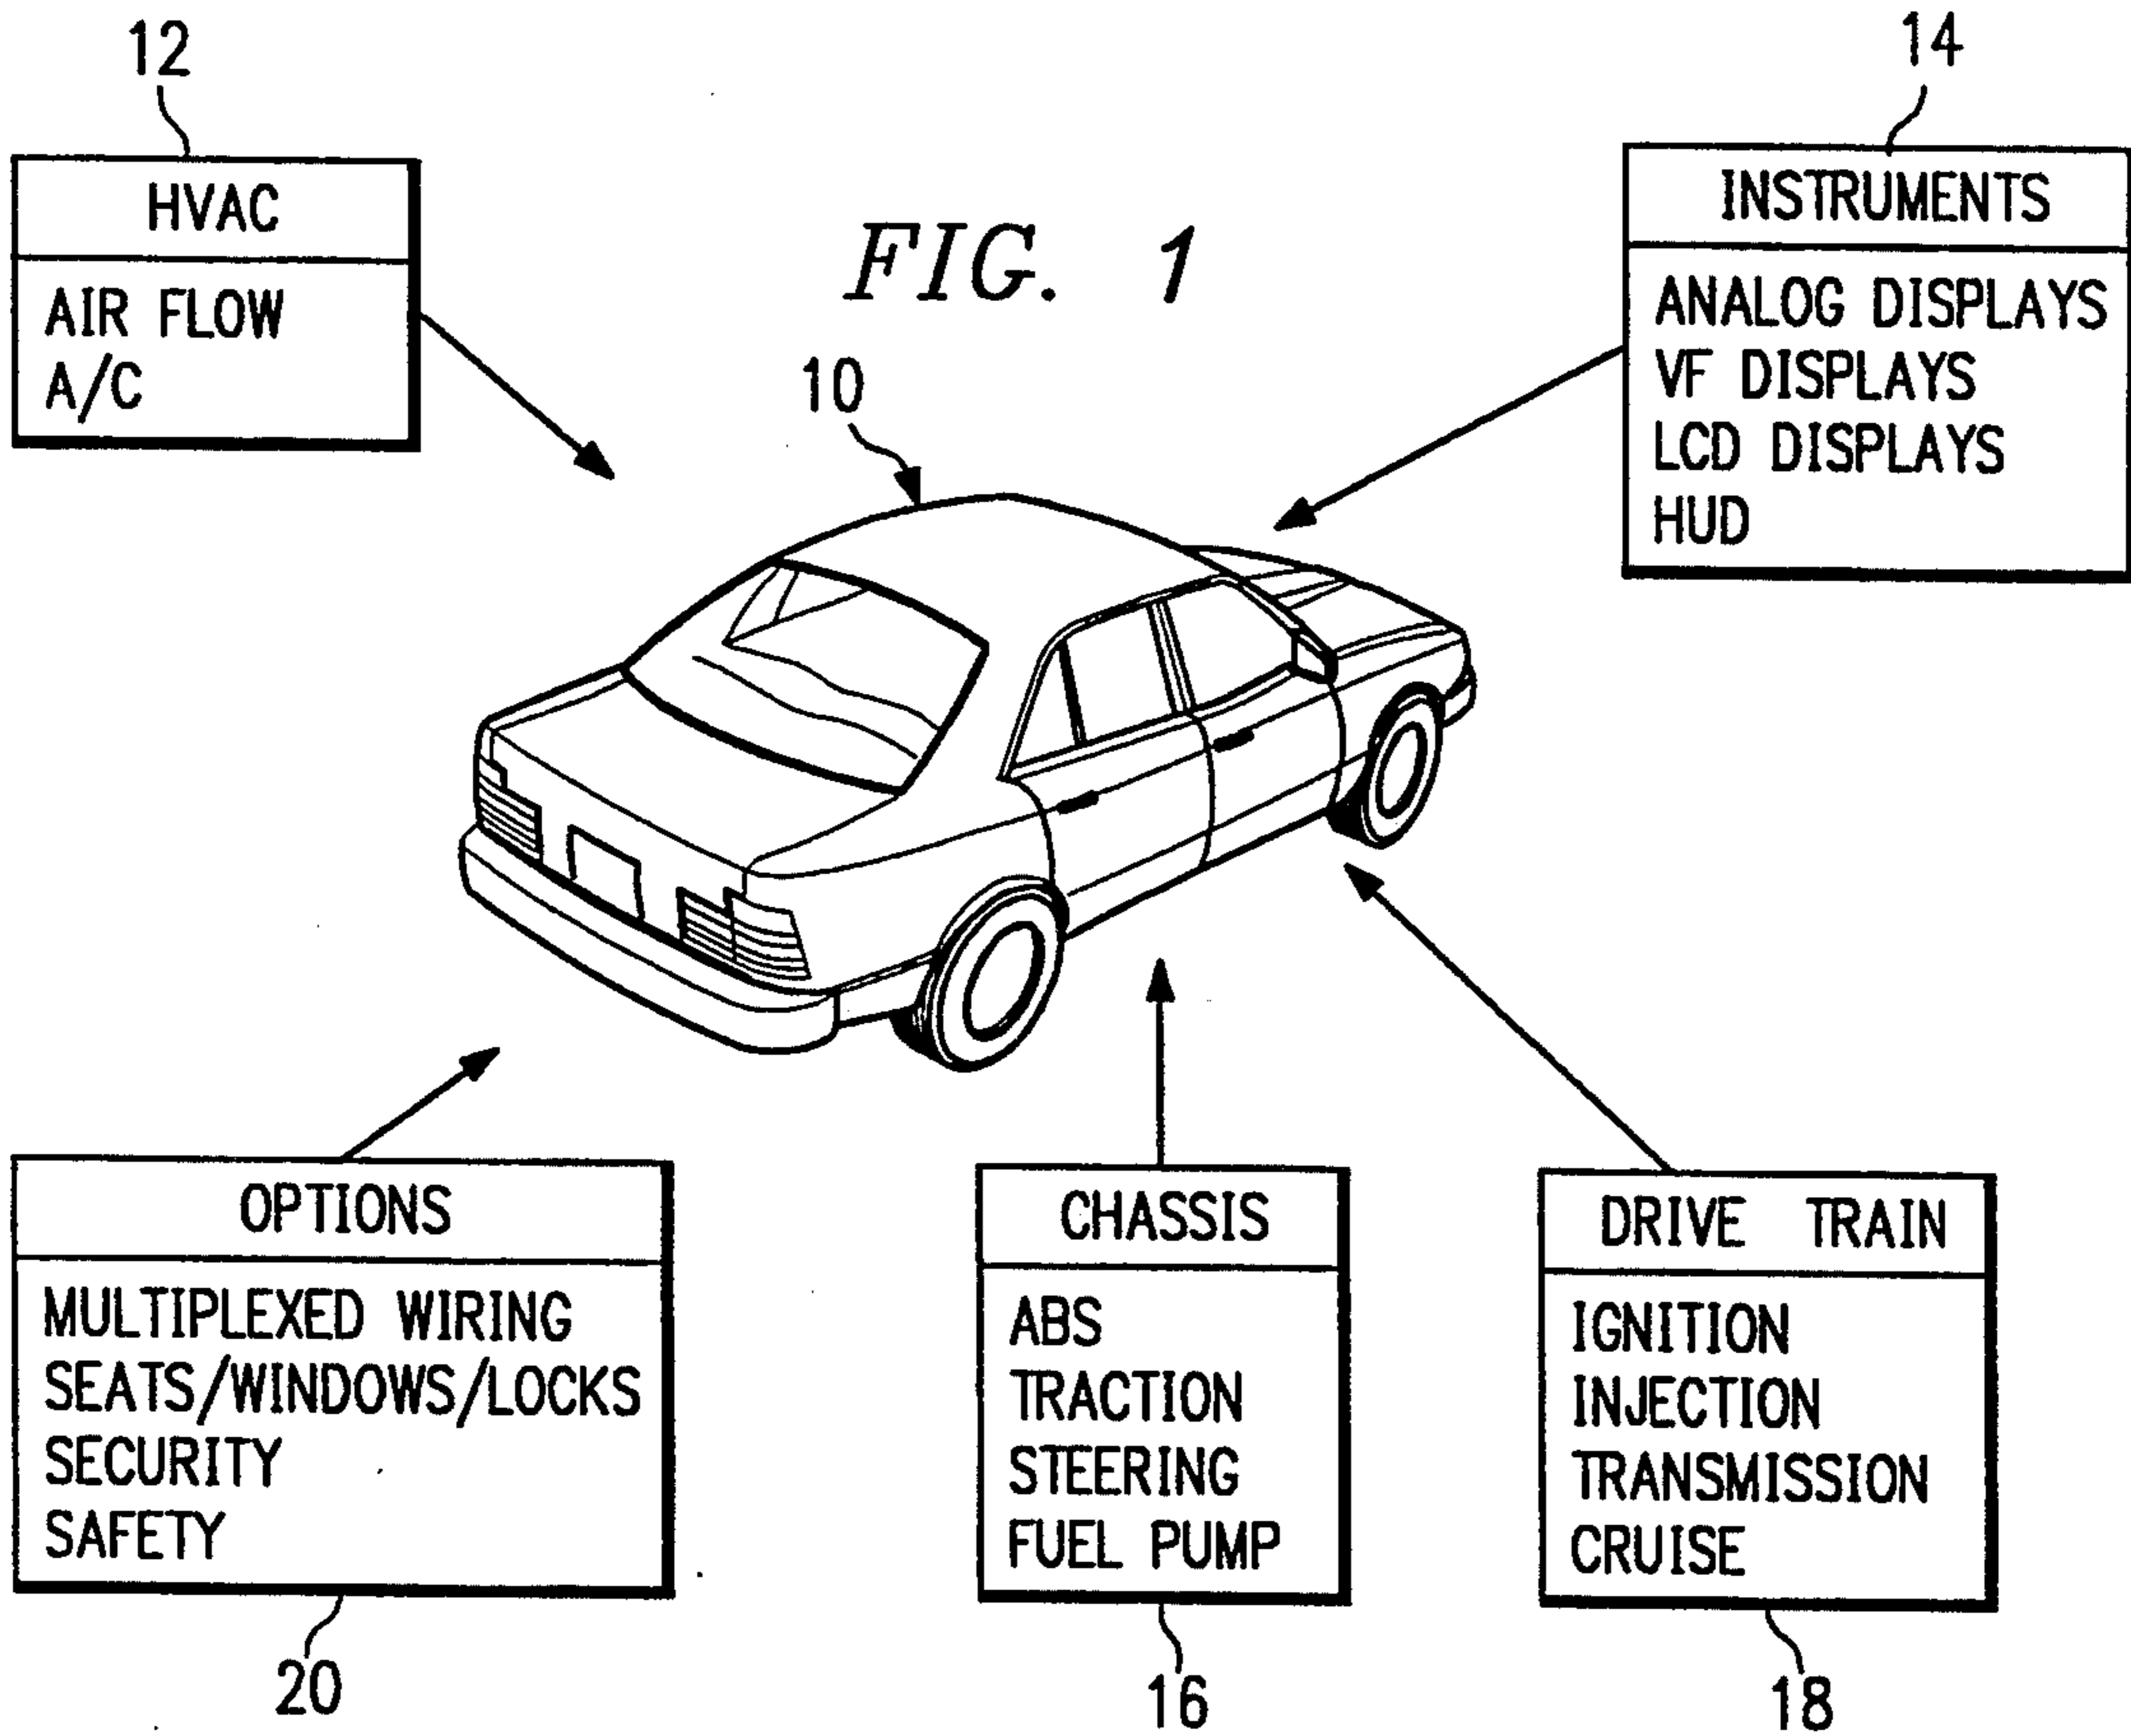 12
14
HVAC
AIR FLOW
A/C
FIG. 1
INSTRUMENTS
ANALOG DISPLAYS
VF DISPLAYS
LCD DISPLAYS
HUD
10
OPTIONS
MULTIPLEXED WIRING
SEATS/WINDOWS/LOCKS
SECURITY
SAFETY
20
CHASSIS
ABS
TRACTION
STEERING
FUEL PUMP
16
DRIVE TRAIN
IGNITION
INJECTION
TRANSMISSION
CRUISE
18